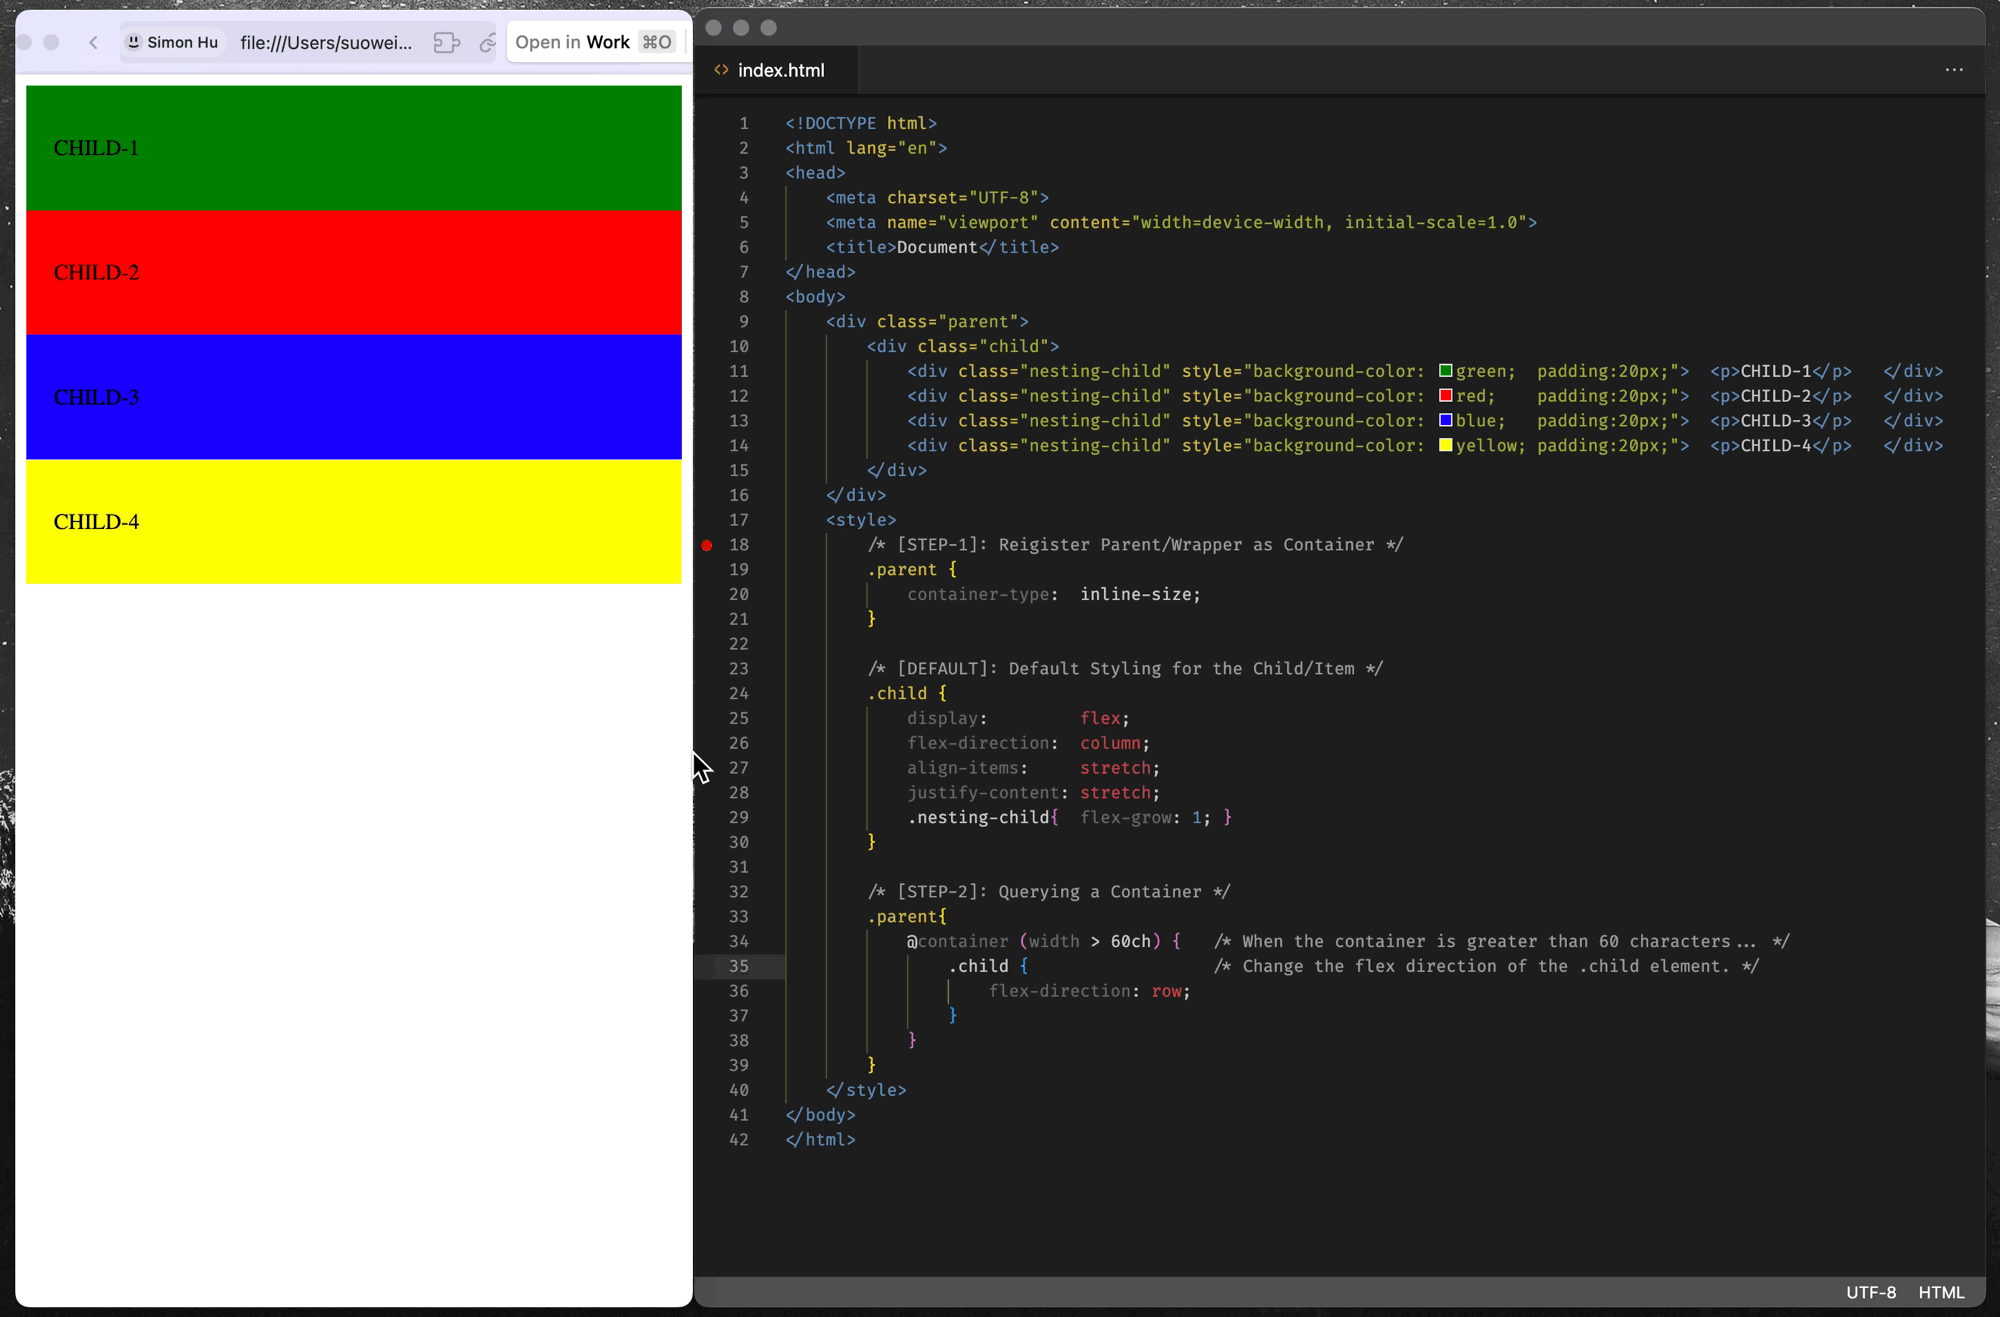 Simon Hu file:///Users/suowei... Open in Work ⌘O
CHILD-1
CHILD-2
CHILD-3
CHILD-4
index.html
1 <!DOCTYPE html>
2 <html lang="en">
3 <head>
4 <meta charset="UTF-8">
5 <meta name="viewport" content="width=device-width, initial-scale=1.0">
6 <title>Document</title>
7 </head>
8 <body>
9 <div class="parent">
10 <div class="child">
11 <div class="nesting-child" style="background-color: green; padding:20px;"> <p>CHILD-1</p> </div>
12 <div class="nesting-child" style="background-color: red; padding:20px;"> <p>CHILD-2</p> </div>
13 <div class="nesting-child" style="background-color: blue; padding:20px;"> <p>CHILD-3</p> </div>
14 <div class="nesting-child" style="background-color: yellow; padding:20px;"> <p>CHILD-4</p> </div>
15 </div>
16 </div>
17 <style>
18 /* [STEP-1]: Reigister Parent/Wrapper as Container */
19 .parent {
20 container-type: inline-size;
21 }
22
23 /* [DEFAULT]: Default Styling for the Child/Item */
24 .child {
25 display: flex;
26 flex-direction: column;
27 align-items: stretch;
28 justify-content: stretch;
29 .nesting-child{ flex-grow: 1; }
30 }
31
32 /* [STEP-2]: Querying a Container */
33 .parent{
34 @container (width > 60ch) { /* When the container is greater than 60 characters... */
35 .child { /* Change the flex direction of the .child element. */
36 flex-direction: row;
37 }
38 }
39 }
40 </style>
41 </body>
42 </html>
UTF-8 HTML